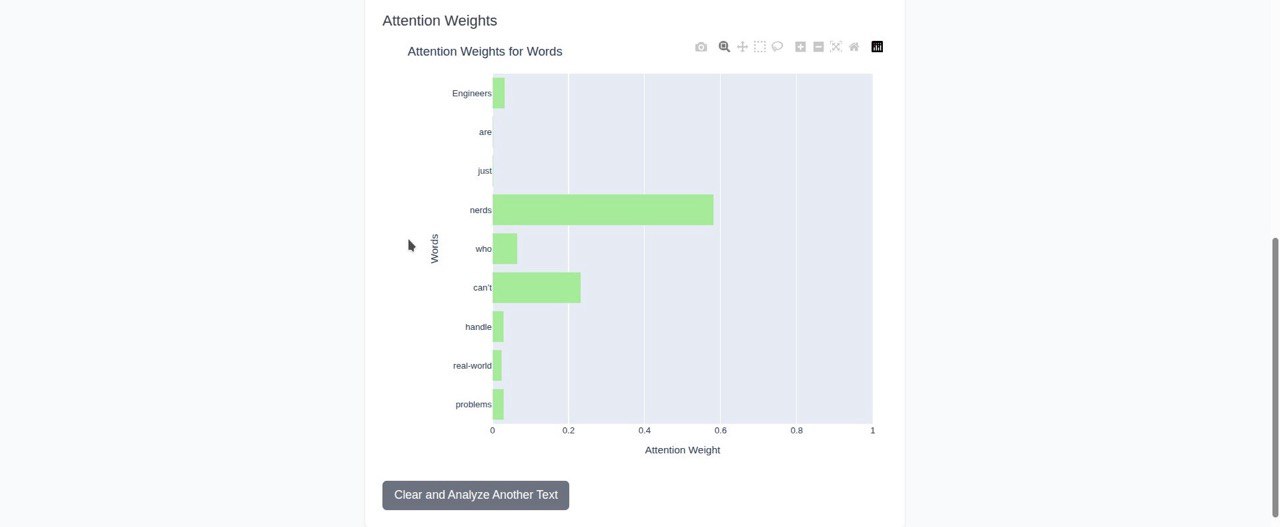 Attention Weights
Attention Weights for Words
Engineers
are
just
nerds
who
can't
handle
real-world
problems
Words
0 0.2 0.4 0.6 0.8 1
Attention Weight
Clear and Analyze Another Text